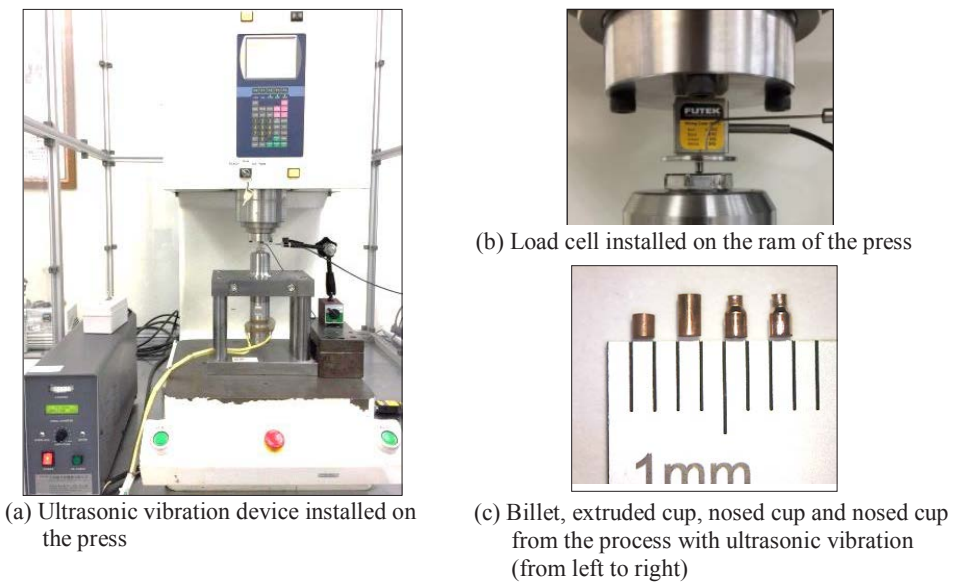 FUTEK
(a) Ultrasonic vibration device installed on
the press
(b) Load cell installed on the ram of the press
1mm
(c) Billet, extruded cup, nosed cup and nosed cup
from the process with ultrasonic vibration
(from left to right)